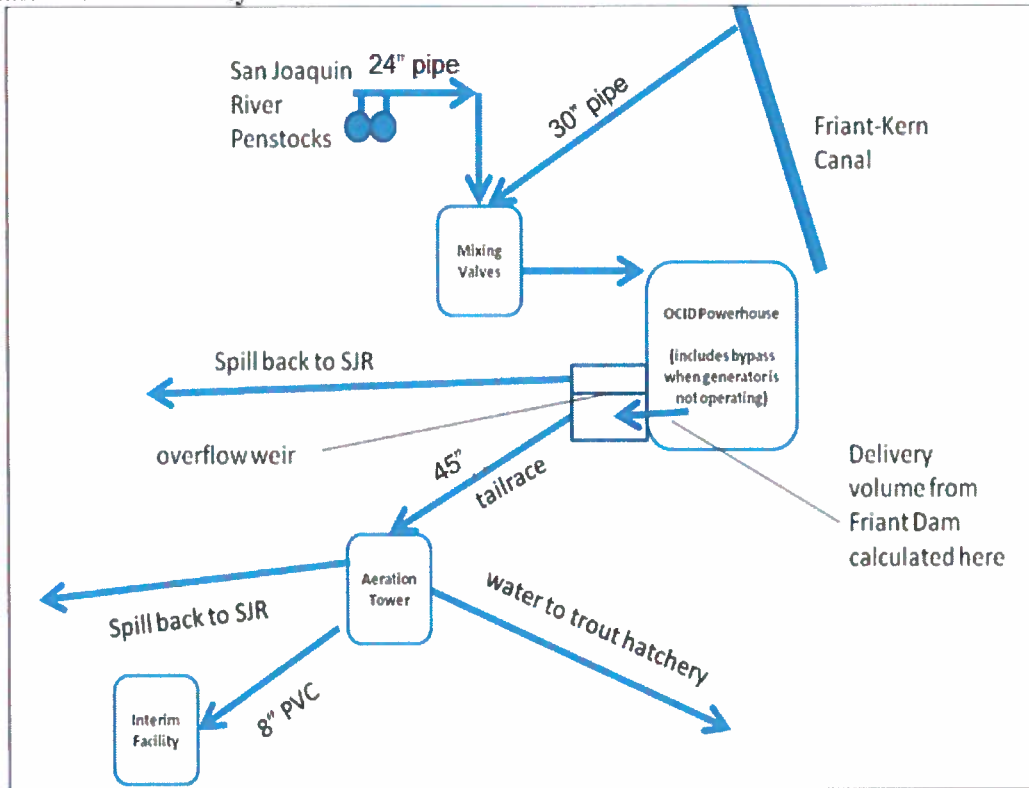 San Joaquin
River
Penstocks
24" pipe
30" pipe
Friant-Kern
Canal
Mixing
Valves
OCID Powerhouse
(includes bypass
when generator is
not operating)
Spill back to SJR
overflow weir
45"
tailrace
Delivery
volume from
Friant Dam
calculated here
Aeration
Tower
Spill back to SJR
water to trout hatchery
8" PVC
Interim
Facility